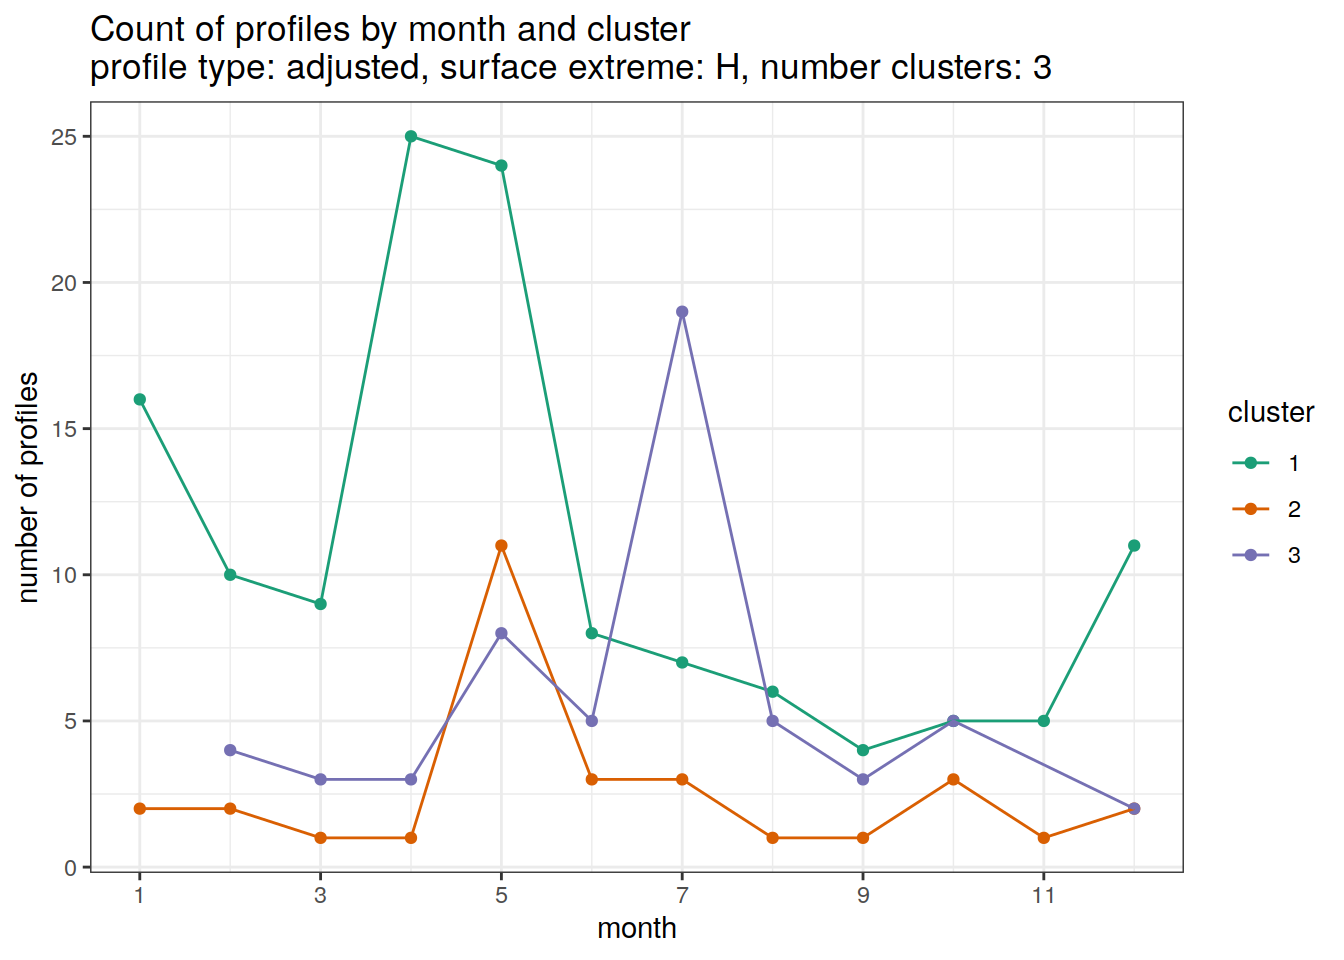 Count of profiles by month and cluster
profile type: adjusted, surface extreme: H, number clusters: 3
25
20
15
10
5
0
number of profiles
1 3 5 7 9 11
month
cluster
1
2
3